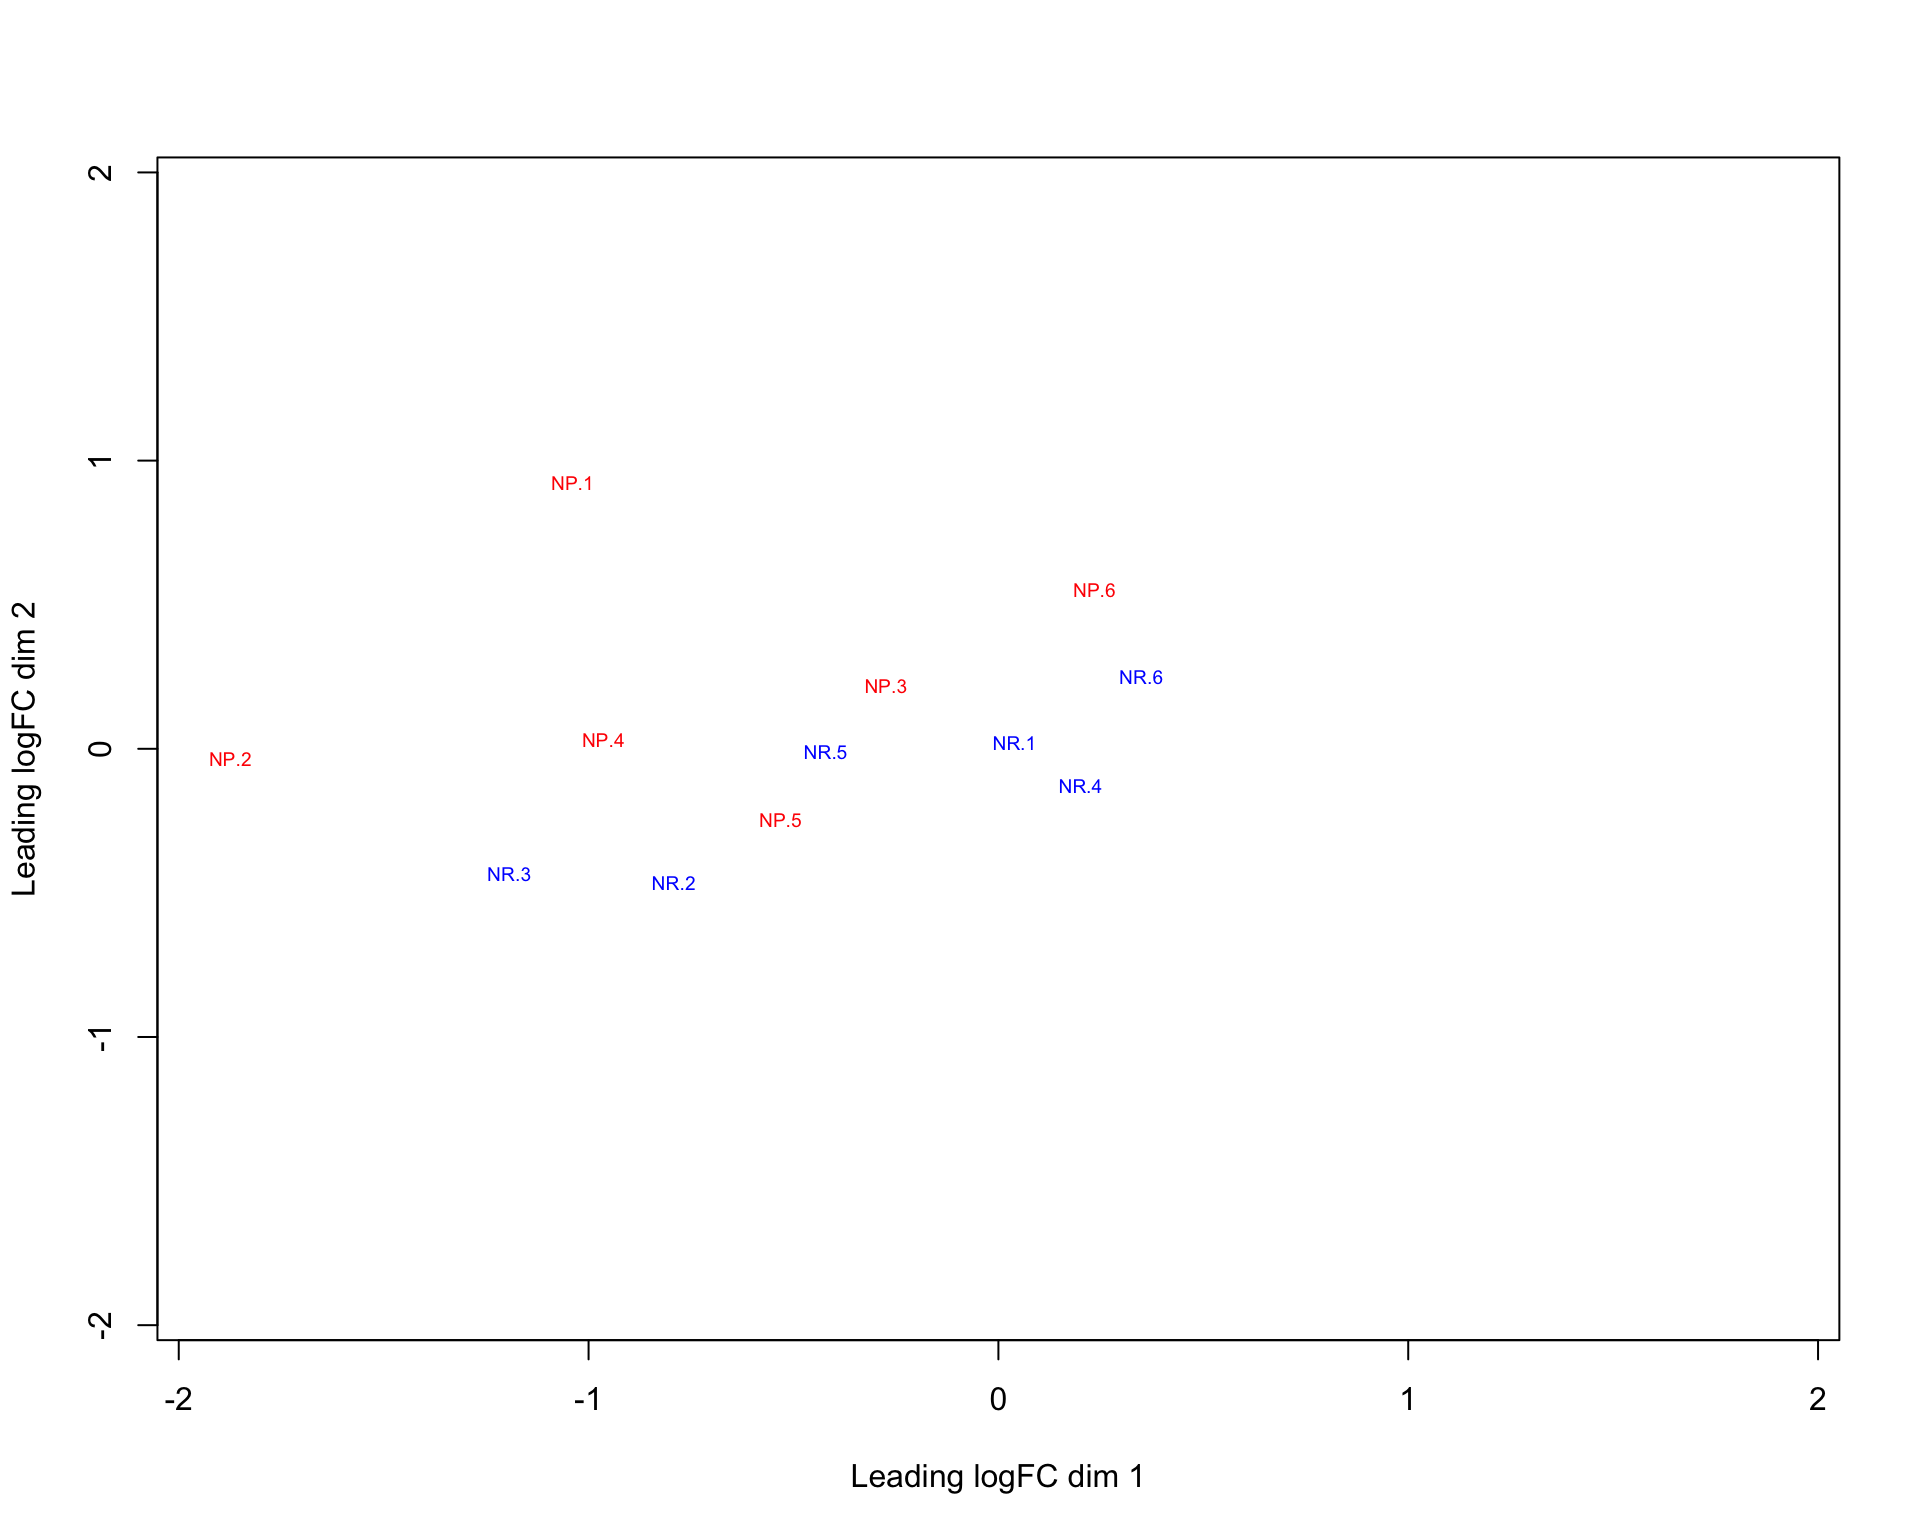 2
1
NP.1
NP.6
NR.6
NP.3
NP.4
NR.1
0
NR.5
NP.2
NR.4
NP.5
NR.3
NR.2
-1
-2
Leading logFC dim 2
-2
-1
0
1
2
Leading logFC dim 1